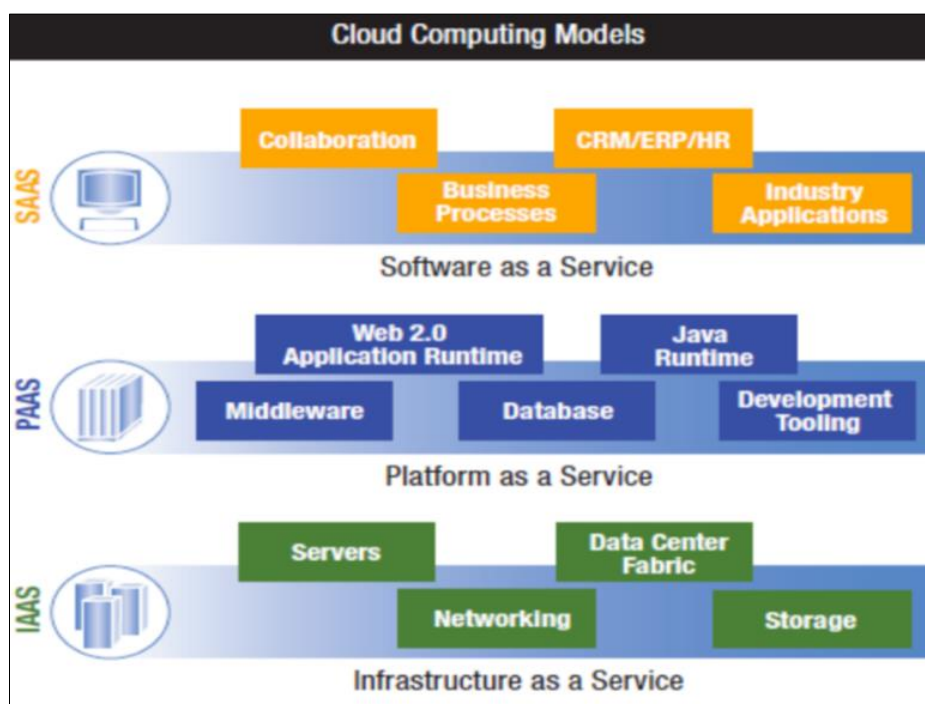 Cloud Computing Models
SAAS
Collaboration
CRM/ERP/HR
Business
Processes
Industry
Applications
Software as a Service
PAAS
Web 2.0
Application Runtime
Java
Runtime
Middleware
Database
Development
Tooling
Platform as a Service
IAAS
Servers
Data Center
Fabric
Networking
Storage
Infrastructure as a Service